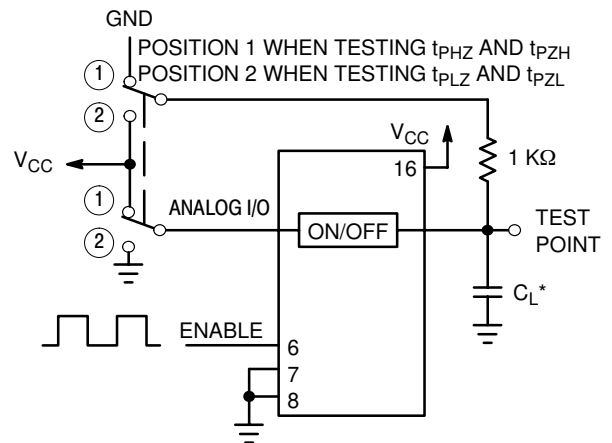 GND
POSITION 1 WHEN TESTING tPHZ AND tPZH
POSITION 2 WHEN TESTING tPLZ AND tPZL
1
2
VCC
VCC
16
1 KΩ
1
ANALOG I/O
ON/OFF
TEST
POINT
2
CL*
ENABLE
6
7
8